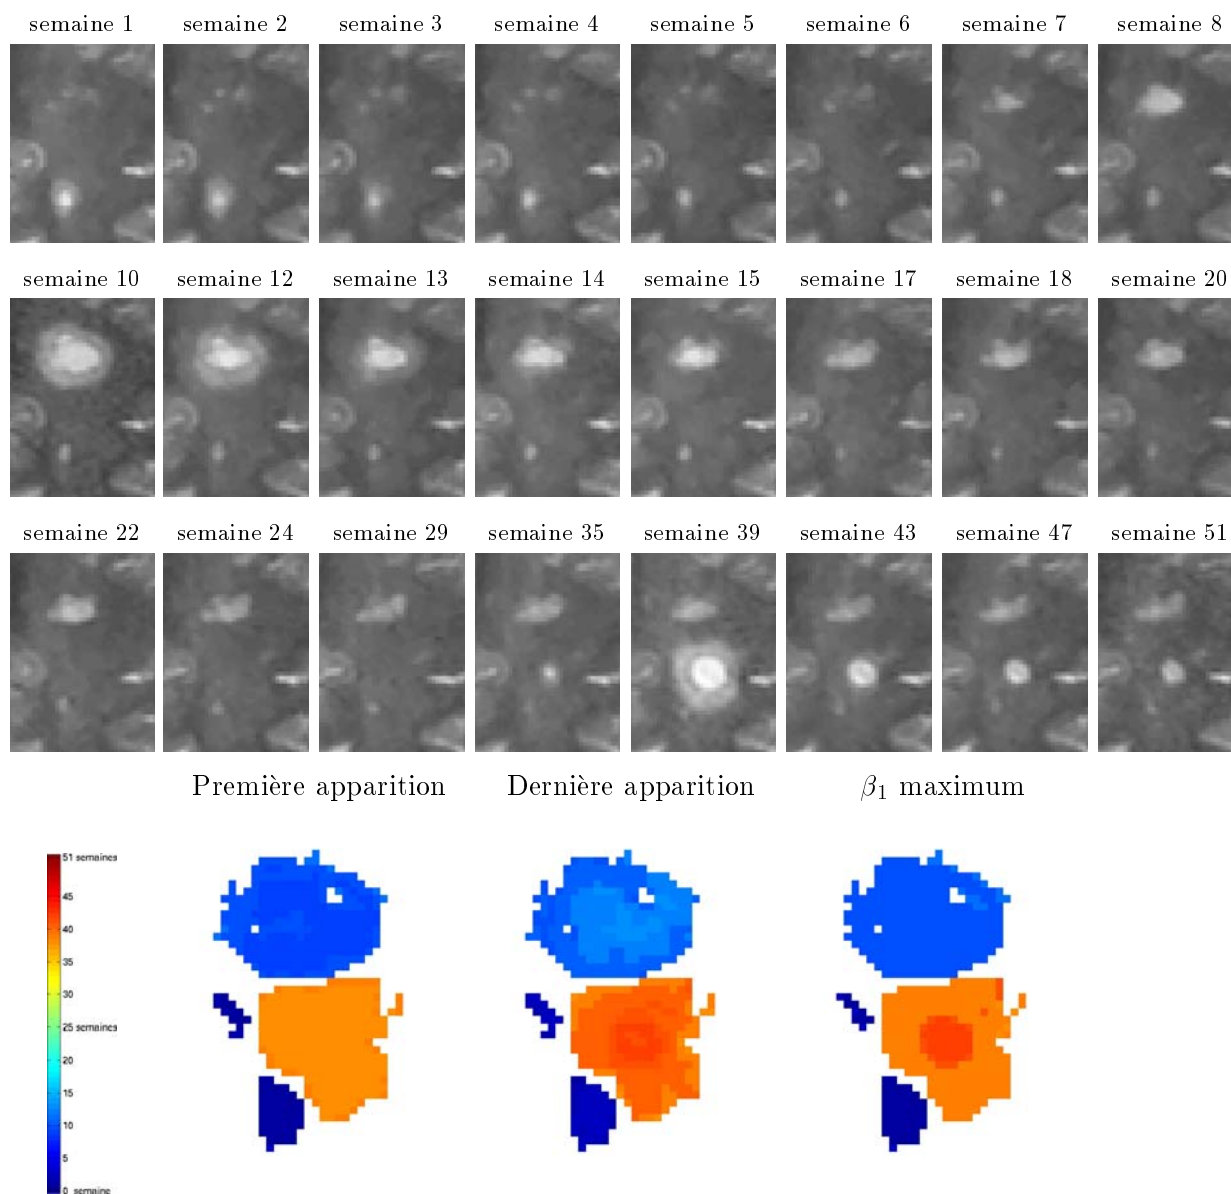 semaine 1 semaine 2 semaine 3 semaine 4 semaine 5 semaine 6 semaine 7 semaine 8
semaine 10 semaine 12 semaine 13 semaine 14 semaine 15 semaine 17 semaine 18 semaine 20
semaine 22 semaine 24 semaine 29 semaine 35 semaine 39 semaine 43 semaine 47 semaine 51
Première apparition Dernière apparition β₁ maximum
51 semaines
45
40
35
30
25 semaines
20
15
10
5
0 semaine